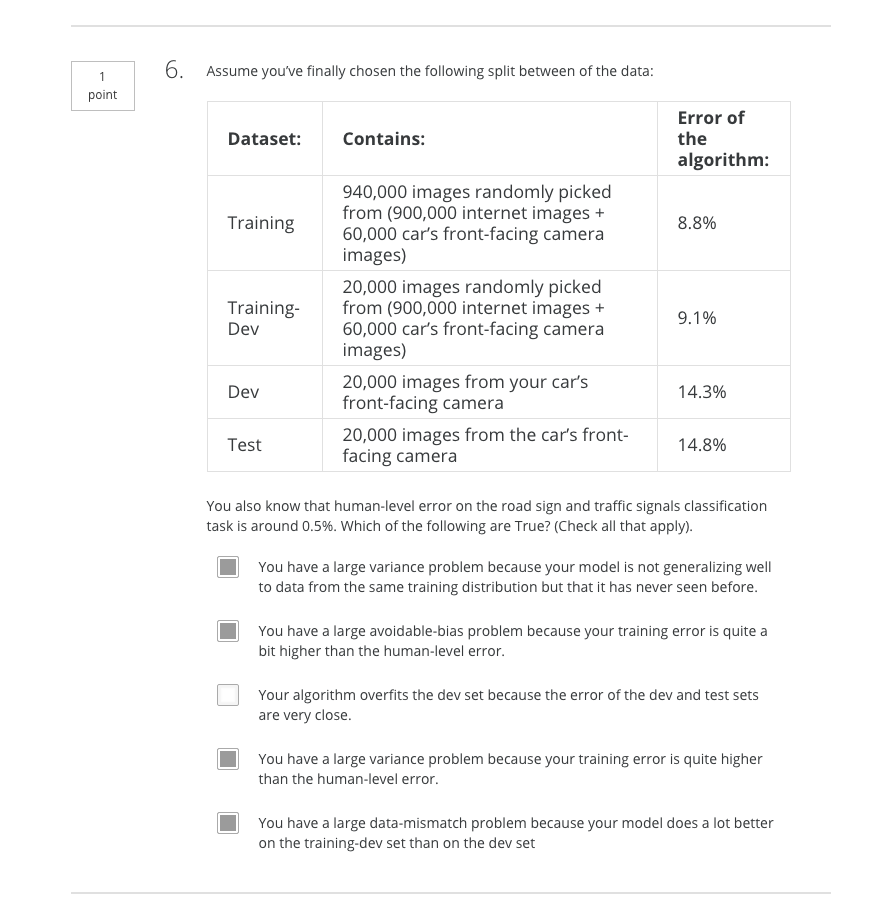 1
point
6.
Assume you've finally chosen the following split between of the data:
Dataset:
Contains:
Error of
the
algorithm:
Training
940,000 images randomly picked
from (900,000 internet images +
60,000 car's front-facing camera
images)
8.8%
Training-
Dev
20,000 images randomly picked
from (900,000 internet images +
60,000 car's front-facing camera
images)
9.1%
Dev
20,000 images from your car's
front-facing camera
14.3%
Test
20,000 images from the car's front-
facing camera
14.8%
You also know that human-level error on the road sign and traffic signals classification
task is around 0.5%. Which of the following are True? (Check all that apply).
You have a large variance problem because your model is not generalizing well
to data from the same training distribution but that it has never seen before.
You have a large avoidable-bias problem because your training error is quite a
bit higher than the human-level error.
Your algorithm overfits the dev set because the error of the dev and test sets
are very close.
You have a large variance problem because your training error is quite higher
than the human-level error.
You have a large data-mismatch problem because your model does a lot better
on the training-dev set than on the dev set